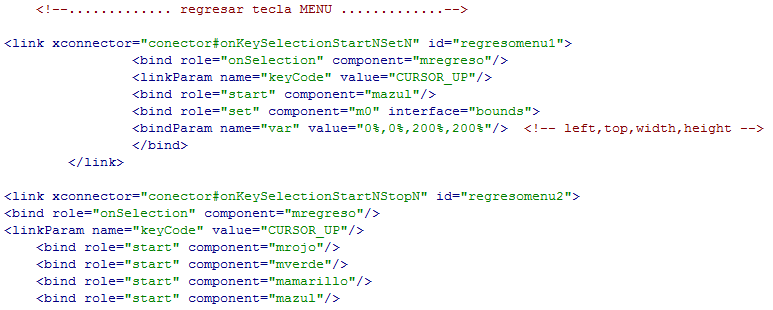 <!--............. regresar tecla MENU .............-->
<link xconnector="conector#onKeySelectionStartNSetN" id="regresomenu1">
<bind role="onSelection" component="mregreso"/>
<linkParam name="keyCode" value="CURSOR_UP"/>
<bind role="start" component="mazul"/>
<bind role="set" component="m0" interface="bounds">
<bindParam name="var" value="0%,0%,200%,200%"/>  <!-- left,top,width,height -->
</bind>
</link>
<link xconnector="conector#onKeySelectionStartNStopN" id="regresomenu2">
<bind role="onSelection" component="mregreso"/>
<linkParam name="keyCode" value="CURSOR_UP"/>
<bind role="start" component="mrojo"/>
<bind role="start" component="mverde"/>
<bind role="start" component="mamarillo"/>
<bind role="start" component="mazul"/>